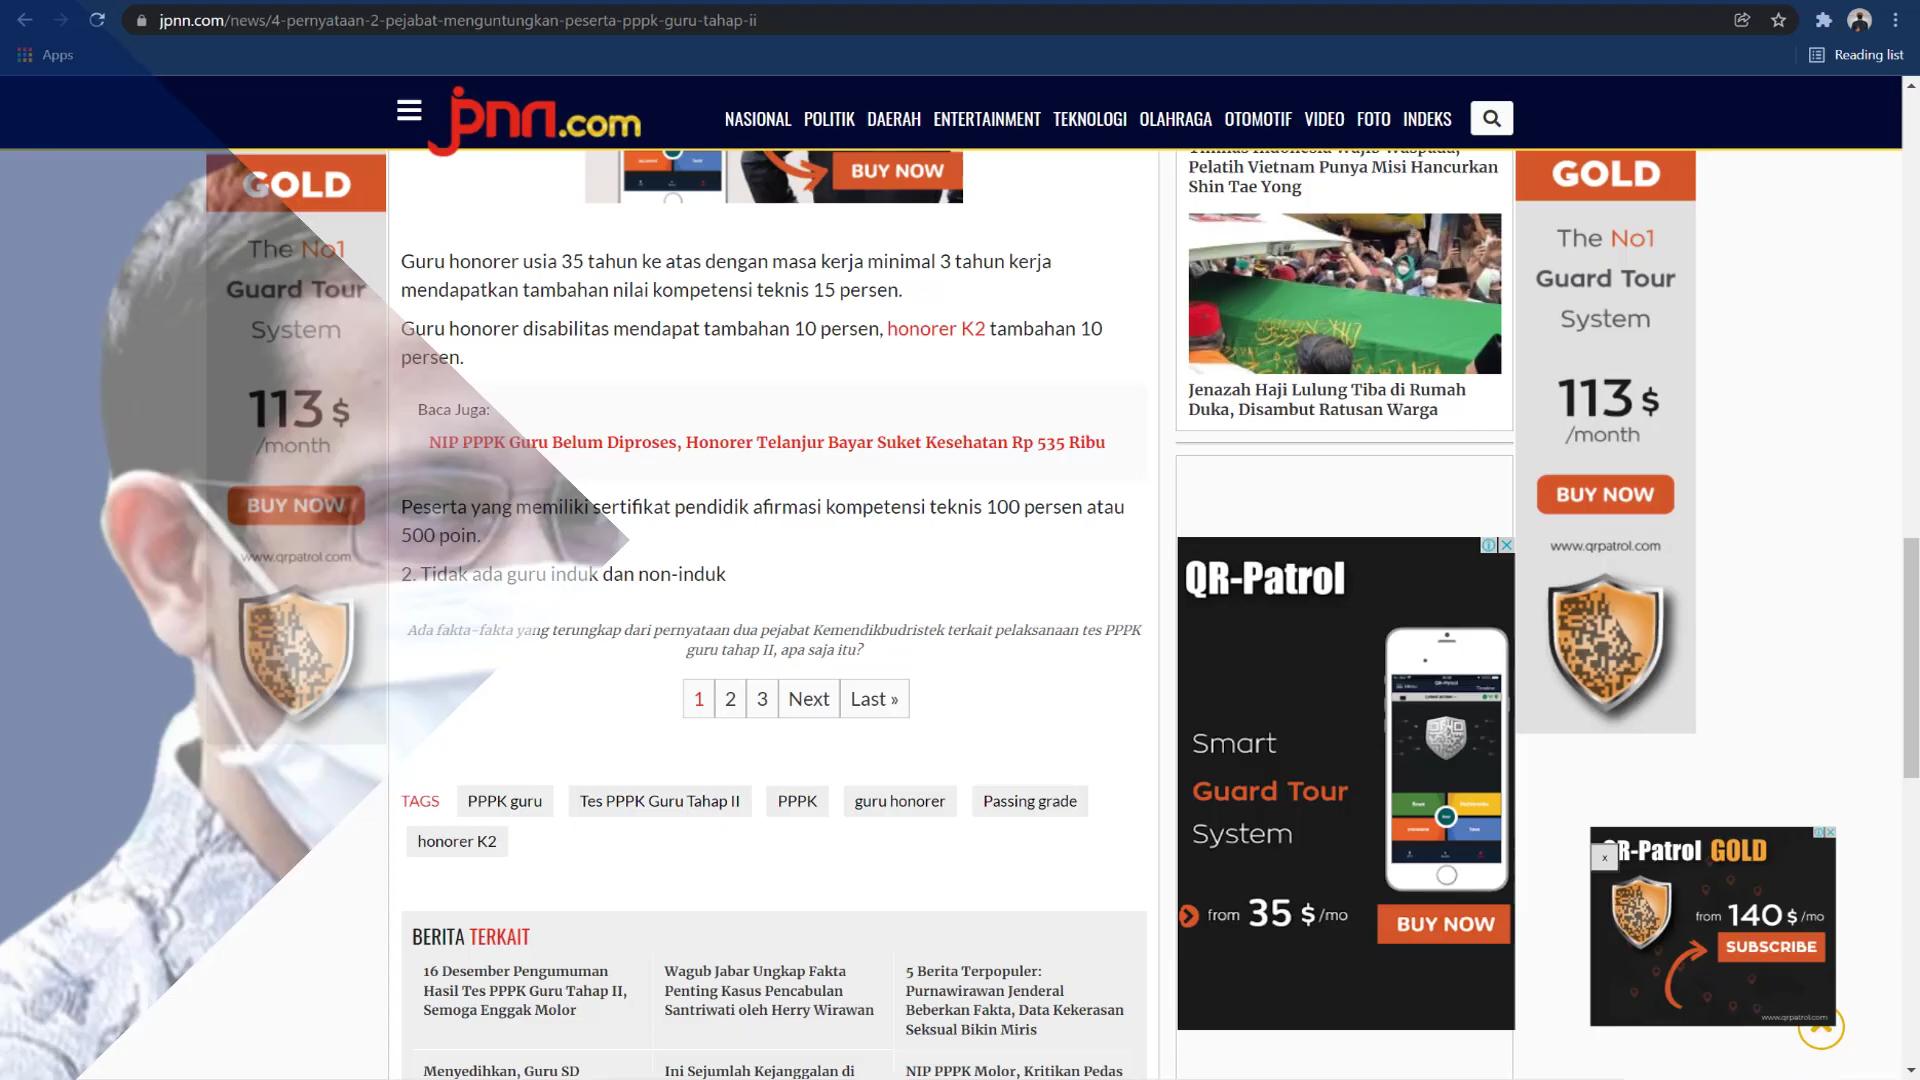 jpnn.com/news/4-pernyataan-2-pejabat-menguntungkan-peserta-pppk-guru-tahap-ii
Apps
Reading list
jpnn.com
NASIONAL POLITIK DAERAH ENTERTAINMENT TEKNOLOGI OLAHRAGA OTOMOTIF VIDEO FOTO INDEKS
GOLD
The No1
Guard Tour
System
113 $
/month
BUY NOW
www.qrpatrol.com
BUY NOW
Guru honorer usia 35 tahun ke atas dengan masa kerja minimal 3 tahun kerja
mendapatkan tambahan nilai kompetensi teknis 15 persen.
Guru honorer disabilitas mendapat tambahan 10 persen, honorer K2 tambahan 10
persen.
Baca Juga:
NIP PPPK Guru Belum Diproses, Honorer Telanjur Bayar Suket Kesehatan Rp 535 Ribu
Peserta yang memiliki sertifikat pendidik afirmasi kompetensi teknis 100 persen atau
500 poin.
2. Tidak ada guru induk dan non-induk
Ada fakta-fakta yang terungkap dari pernyataan dua pejabat Kemendikbudristek terkait pelaksanaan tes PPPK
guru tahap II, apa saja itu?
1 2 3 Next Last »
TAGS PPPK guru Tes PPPK Guru Tahap II PPPK guru honorer Passing grade
honorer K2
BERITA TERKAIT
16 Desember Pengumuman
Hasil Tes PPPK Guru Tahap II,
Semoga Enggak Molor
Wagub Jabar Ungkap Fakta
Penting Kasus Pencabulan
Santriwati oleh Herry Wirawan
5 Berita Terpopuler:
Purnawirawan Jenderal
Beberkan Fakta, Data Kekerasan
Seksual Bikin Miris
Menyedihkan, Guru SD
Ini Sejumlah Kejanggalan di
NIP PPPK Molor, Kritikan Pedas
Timnas Indonesia Wajib Waspada,
Pelatih Vietnam Punya Misi Hancurkan
Shin Tae Yong
Jenazah Haji Lulung Tiba di Rumah
Duka, Disambut Ratusan Warga
QR-Patrol
Smart
Guard Tour
System
from 35 $/mo
BUY NOW
GOLD
The No1
Guard Tour
System
113 $
/month
BUY NOW
www.qrpatrol.com
x
QR-Patrol GOLD
from 140 $/mo
SUBSCRIBE
www.qrpatrol.com